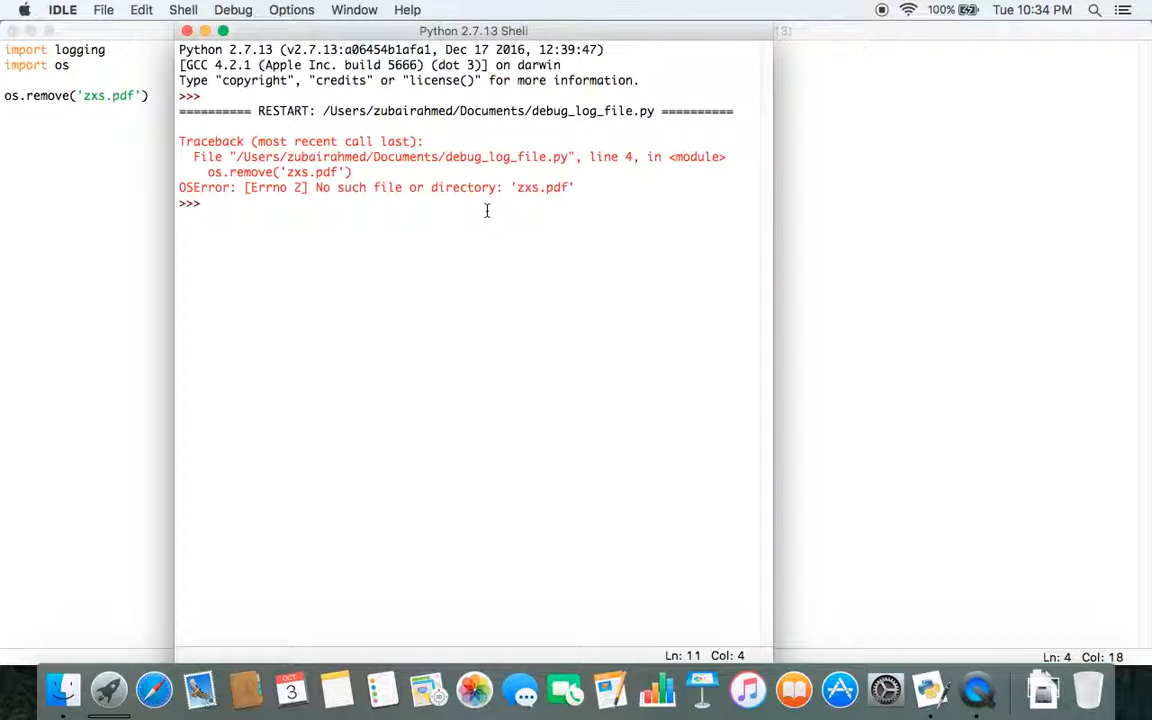 IDLE File Edit Shell Debug Options Window Help 100% Tue 10:34 PM
Python 2.7.13 Shell
13)
import logging
import os
os.remove('zxs.pdf')
Python 2.7.13 (v2.7.13:a06454b1afa1, Dec 17 2016, 12:39:47)
[GCC 4.2.1 (Apple Inc. build 5666) (dot 3)] on darwin
Type "copyright", "credits" or "license()" for more information.
>>>
========== RESTART: /Users/zubairahmed/Documents/debug_log_file.py ==========
Traceback (most recent call last):
File "/Users/zubairahmed/Documents/debug_log_file.py", line 4, in <module>
os.remove('zxs.pdf')
OSError: [Errno 2] No such file or directory: 'zxs.pdf'
>>>
Ln: 11 Col: 4
Ln: 4 Col: 18
OCT
3